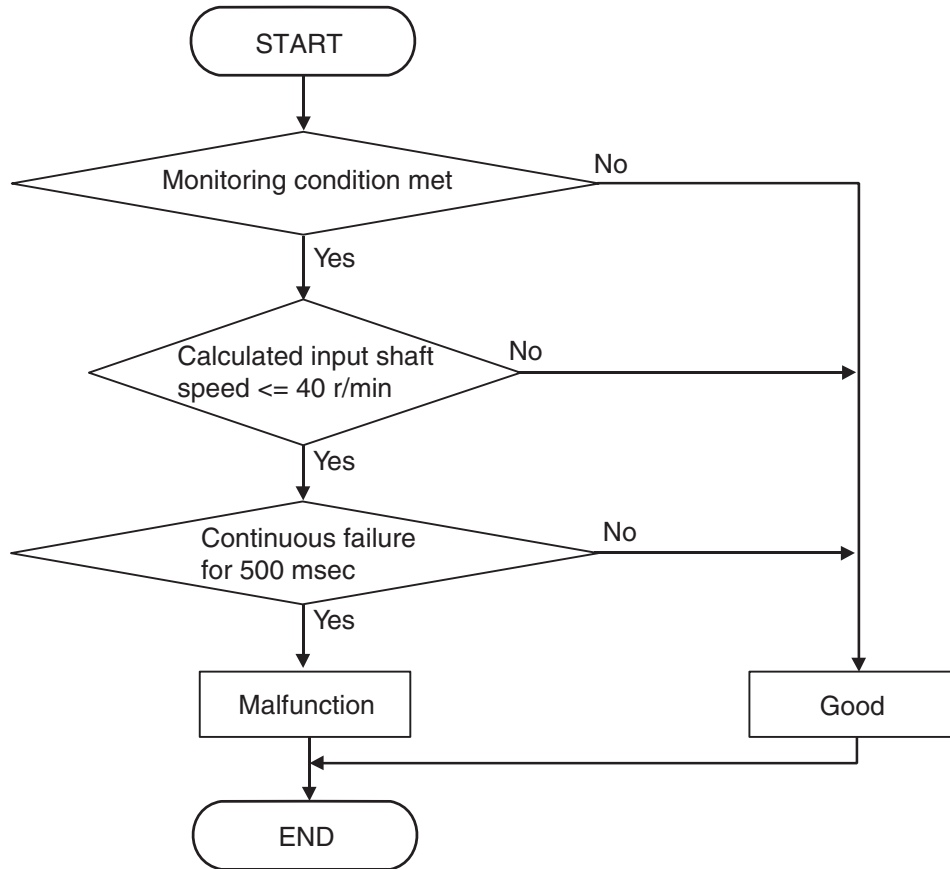 START
Monitoring condition met
No
Yes
Calculated input shaft
speed <= 40 r/min
No
Yes
Continuous failure
for 500 msec
No
Yes
Malfunction
Good
END